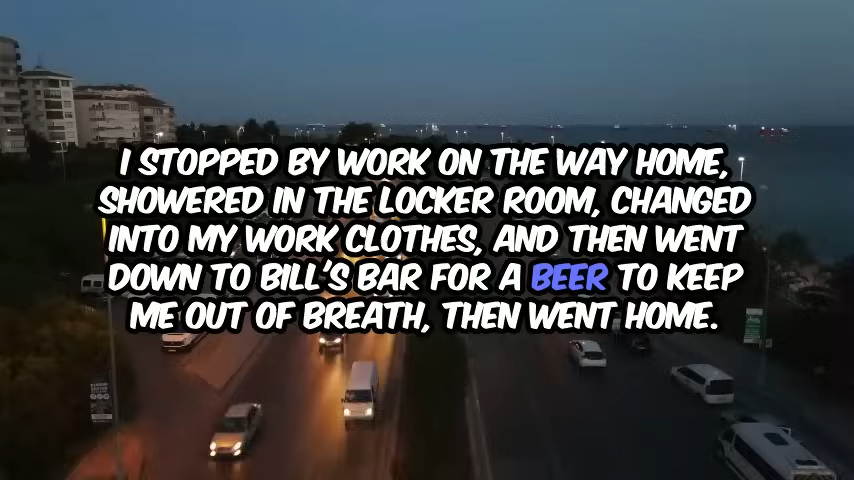 I STOPPED BY WORK ON THE WAY HOME,
SHOWERED IN THE LOCKER ROOM, CHANGED
INTO MY WORK CLOTHES, AND THEN WENT
DOWN TO BILL'S BAR FOR A BEER TO KEEP
ME OUT OF BREATH, THEN WENT HOME.